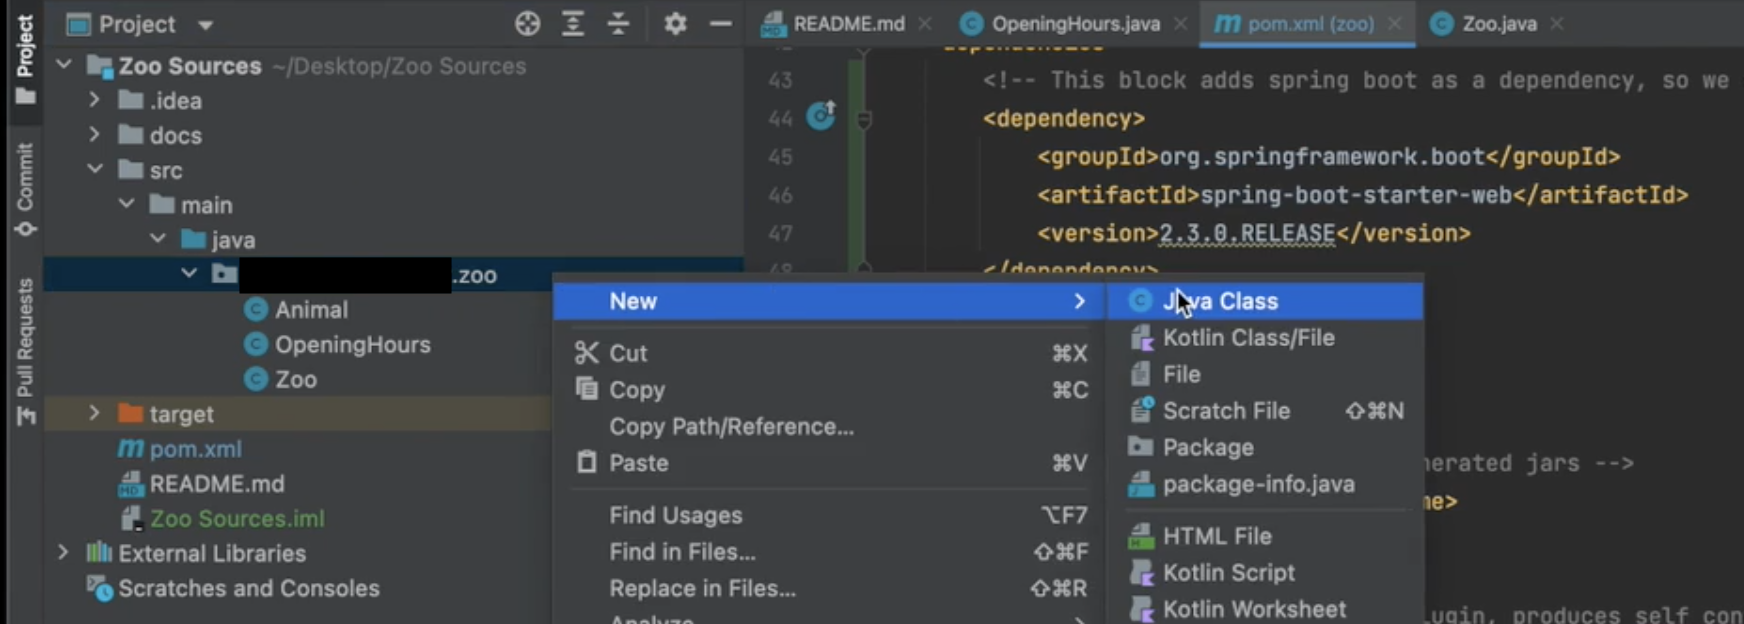 Project
Commit
Pull Requests
Project
Zoo Sources ~/Desktop/Zoo Sources
.idea
docs
src
main
java
.zoo
Animal
OpeningHours
Zoo
target
pom.xml
README.md
Zoo Sources.iml
External Libraries
Scratches and Consoles
README.md
OpeningHours.java
pom.xml (zoo)
Zoo.java
43 <!-- This block adds spring boot as a dependency, so we
44 <dependency>
45 <groupId>org.springframework.boot</groupId>
46 <artifactId>spring-boot-starter-web</artifactId>
47 <version>2.3.0.RELEASE</version>
48 </dependency>
New
Cut ⌘X
Copy ⌘C
Copy Path/Reference...
Paste ⌘V
Find Usages ⌥F7
Find in Files... ⇧⌘F
Replace in Files... ⇧⌘R
Analyze
Java Class
Kotlin Class/File
File
Scratch File ⇧⌘N
Package
package-info.java
HTML File
Kotlin Script
Kotlin Worksheet
nerated jars -->
me>
ugin, produces self con